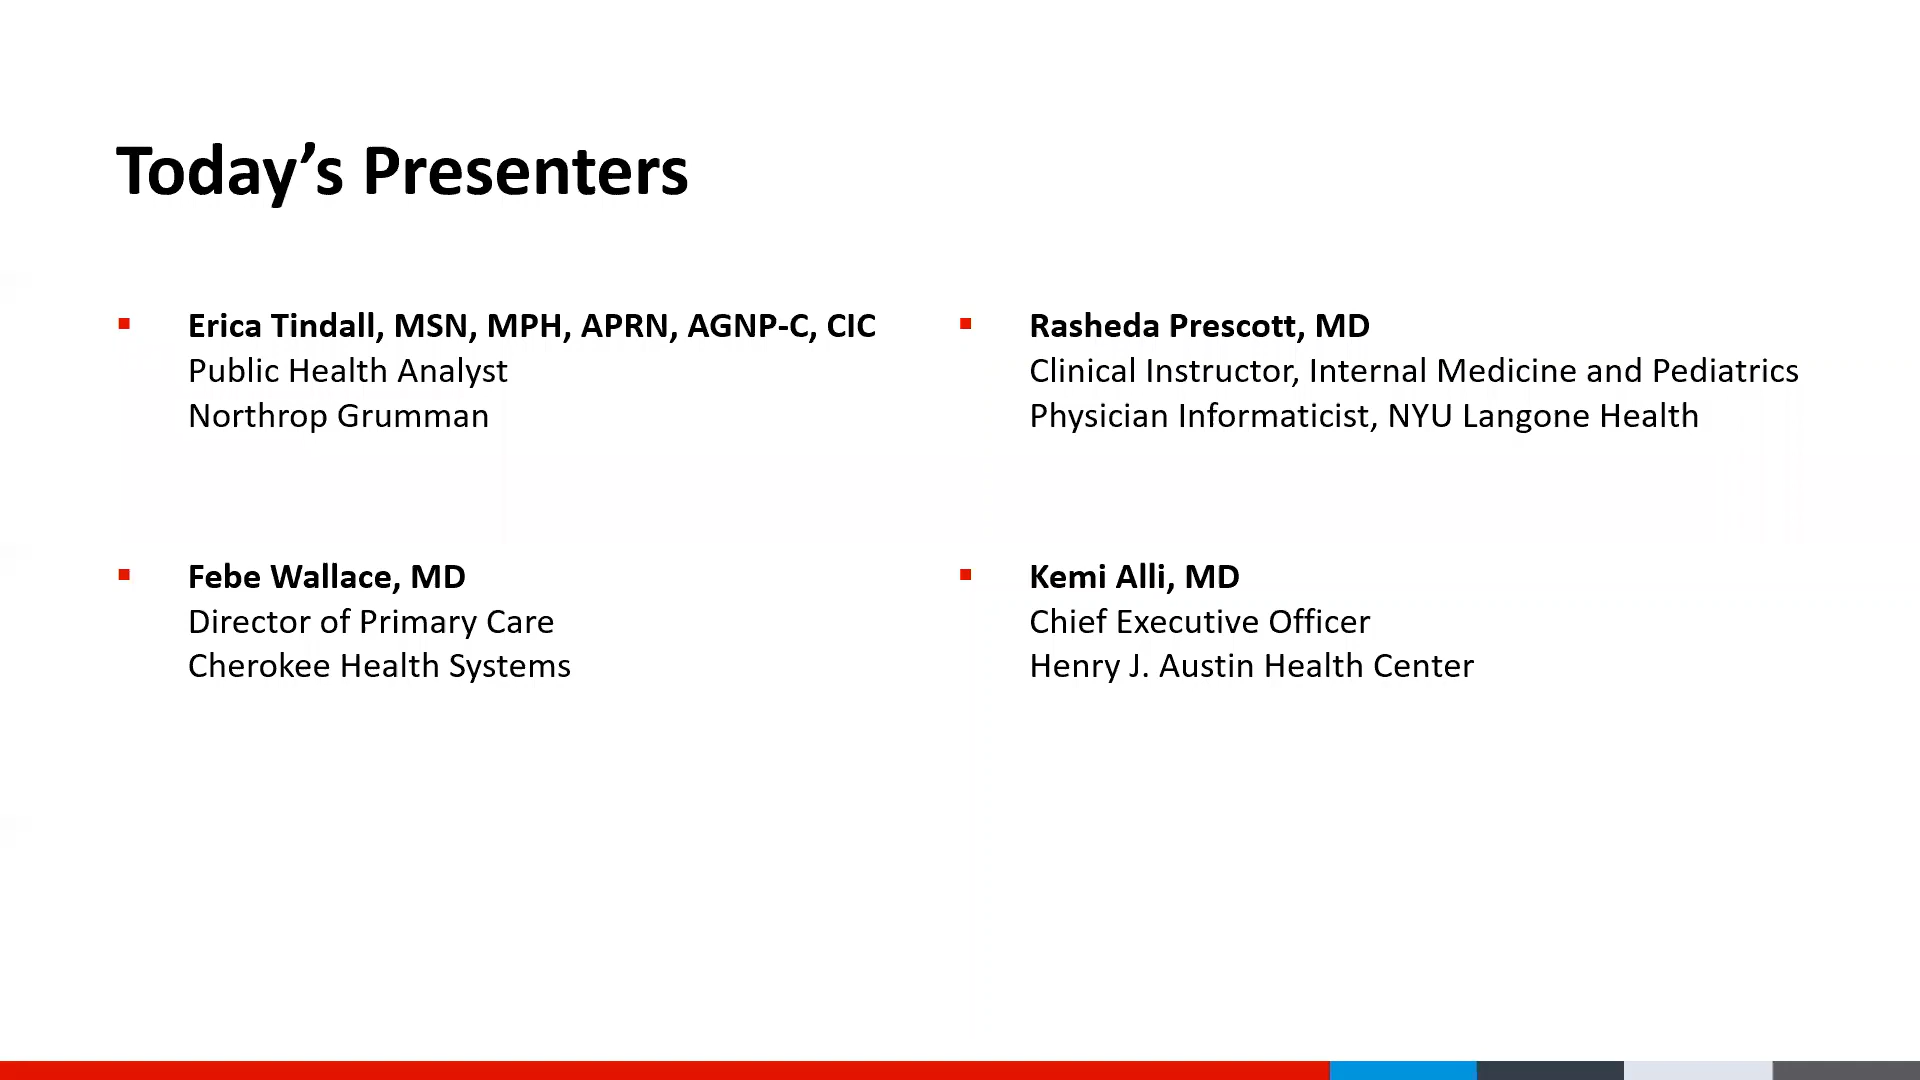 Today’s Presenters
▪ Erica Tindall, MSN, MPH, APRN, AGNP-C, CIC
Public Health Analyst
Northrop Grumman
▪ Febe Wallace, MD
Director of Primary Care
Cherokee Health Systems
▪ Rasheda Prescott, MD
Clinical Instructor, Internal Medicine and Pediatrics
Physician Informaticist, NYU Langone Health
▪ Kemi Alli, MD
Chief Executive Officer
Henry J. Austin Health Center